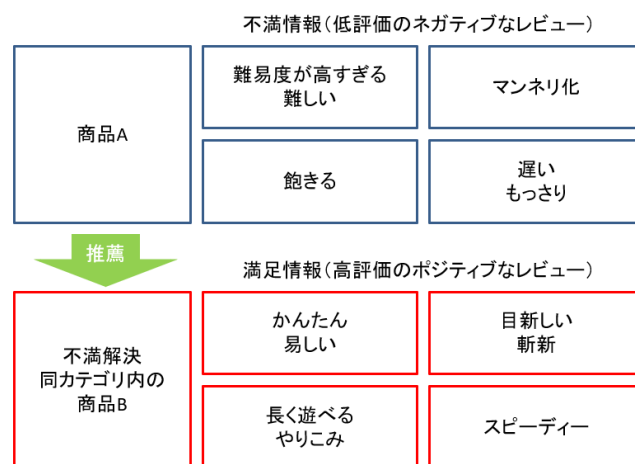 不満情報（低評価のネガティブなレビュー）
商品A
難易度が高すぎる
難しい
マンネリ化
飽きる
遅い
もっさり
推薦
満足情報（高評価のポジティブなレビュー）
不満解決
同カテゴリ内の
商品B
かんたん
易しい
目新しい
斬新
長く遊べる
やりこみ
スピーディー